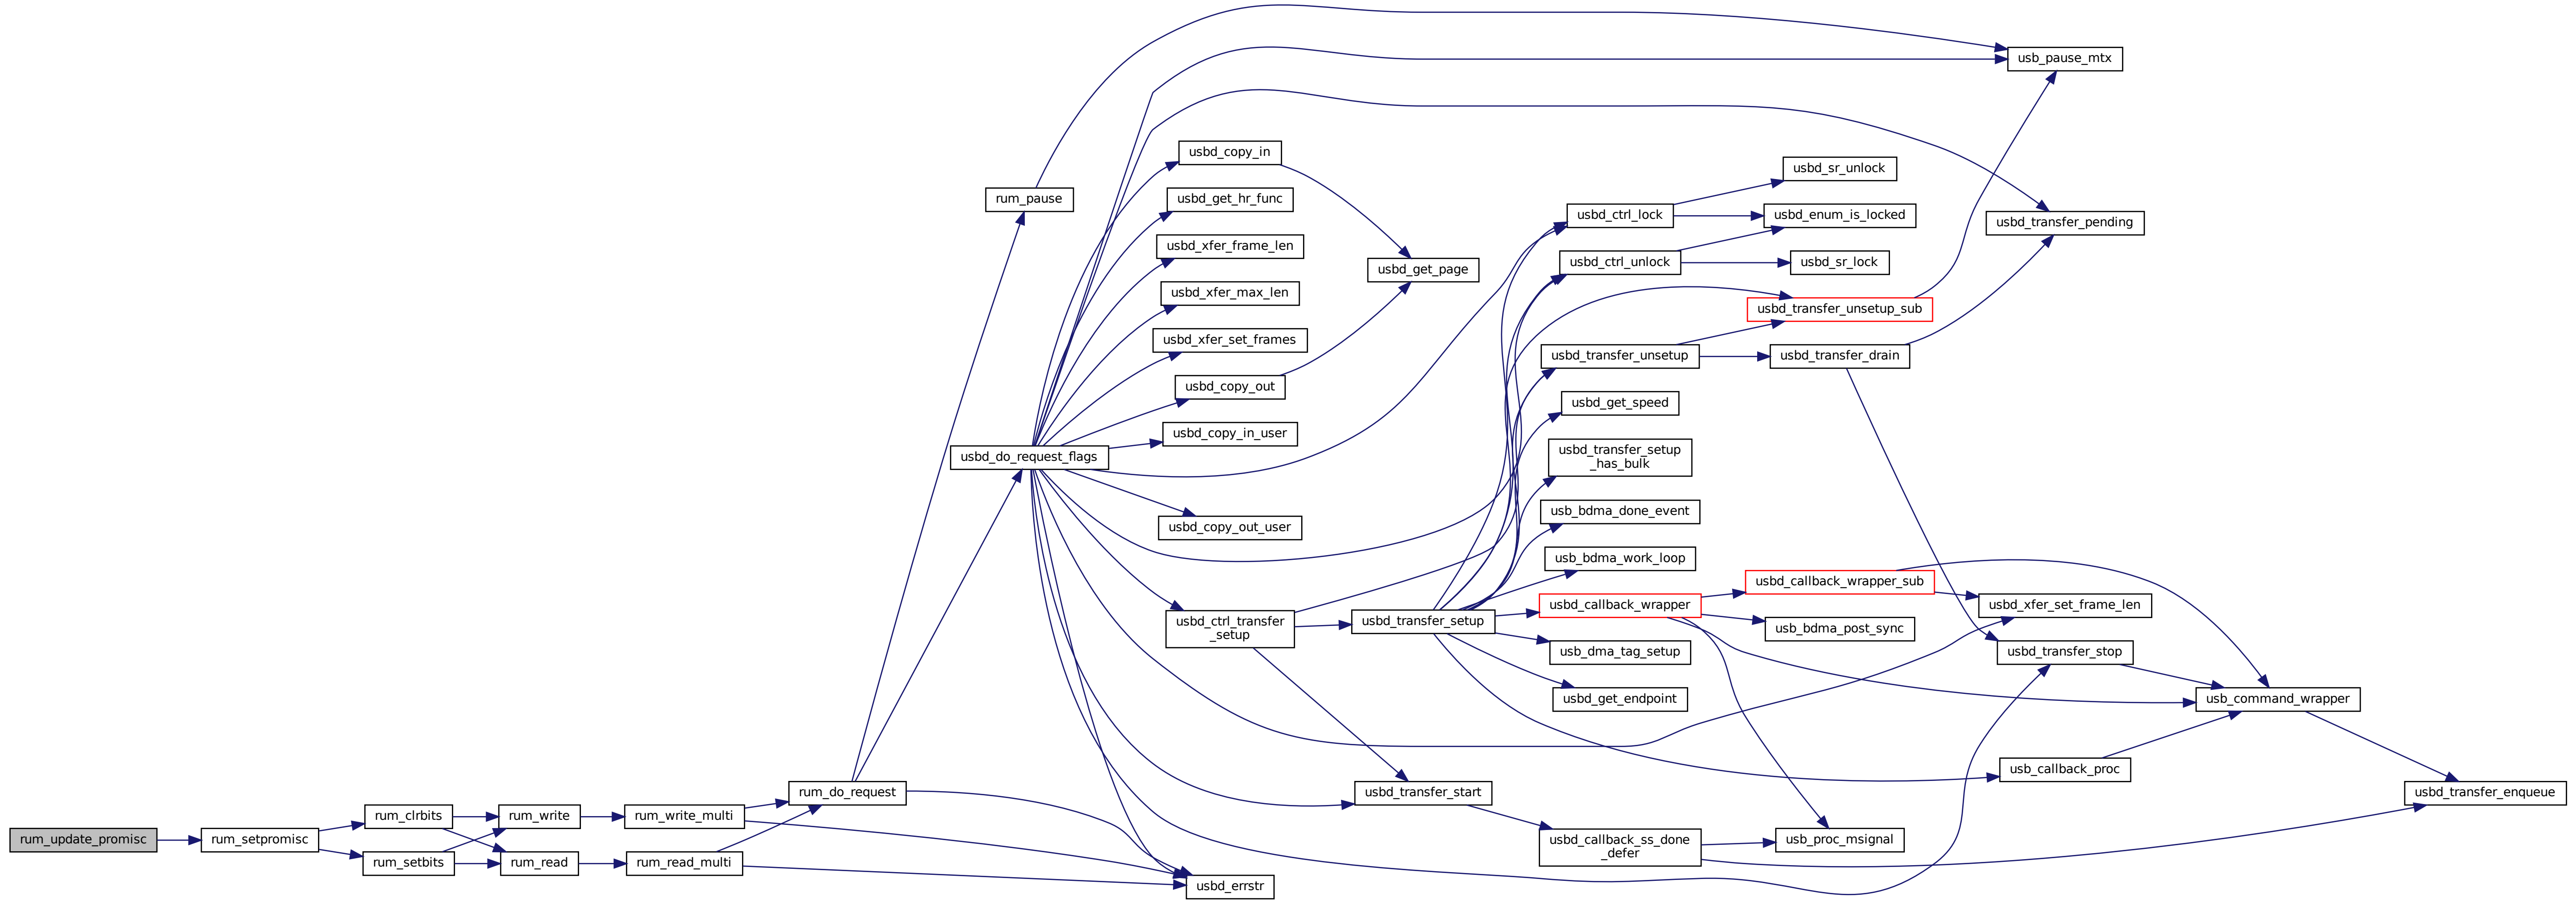 rum_update_promisc
rum_setpromisc
rum_clrbits
rum_setbits
rum_write
rum_read
rum_write_multi
rum_read_multi
rum_do_request
rum_pause
usbd_do_request_flags
usbd_copy_in
usbd_get_hr_func
usbd_xfer_frame_len
usbd_xfer_max_len
usbd_xfer_set_frames
usbd_copy_out
usbd_copy_in_user
usbd_copy_out_user
usbd_ctrl_transfer
_setup
usbd_errstr
usbd_get_page
usbd_transfer_setup
usbd_transfer_start
usbd_ctrl_lock
usbd_ctrl_unlock
usbd_transfer_unsetup
usbd_get_speed
usbd_transfer_setup
_has_bulk
usb_bdma_done_event
usb_bdma_work_loop
usbd_callback_wrapper
usb_dma_tag_setup
usbd_get_endpoint
usbd_callback_ss_done
_defer
usbd_sr_unlock
usbd_enum_is_locked
usbd_sr_lock
usbd_transfer_unsetup_sub
usbd_transfer_drain
usbd_callback_wrapper_sub
usb_bdma_post_sync
usb_proc_msignal
usb_pause_mtx
usbd_transfer_pending
usbd_xfer_set_frame_len
usbd_transfer_stop
usb_callback_proc
usb_command_wrapper
usbd_transfer_enqueue